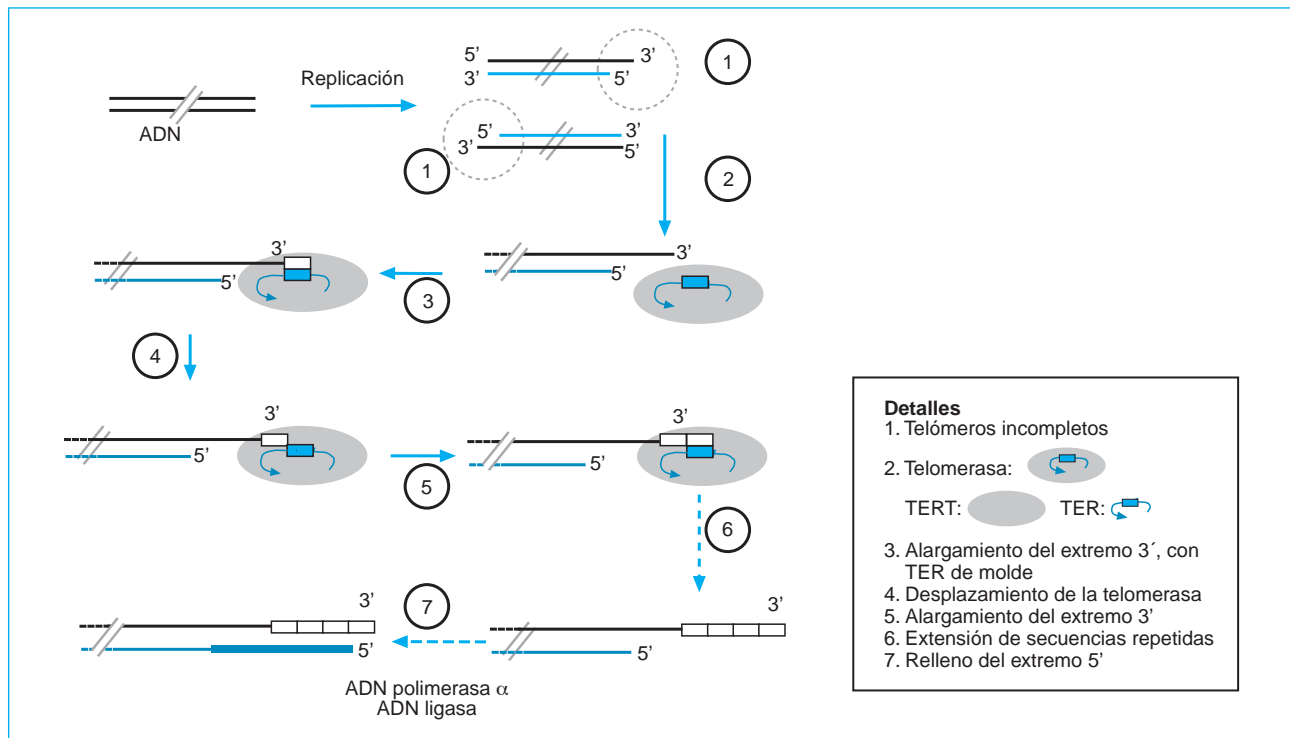 5’
3’
1
Replicación
3’
5’
ADN
5’
3’
3’
5’
1
2
3’
3’
5’
5’
3
4
3’
3’
5’
5’
5
6
3’
7
3’
5’
5’
ADN polimerasa α
ADN ligasa
Detalles
1. Telómeros incompletos
2. Telomerasa:
TERT: TER:
3. Alargamiento del extremo 3´, con
TER de molde
4. Desplazamiento de la telomerasa
5. Alargamiento del extremo 3’
6. Extensión de secuencias repetidas
7. Relleno del extremo 5’